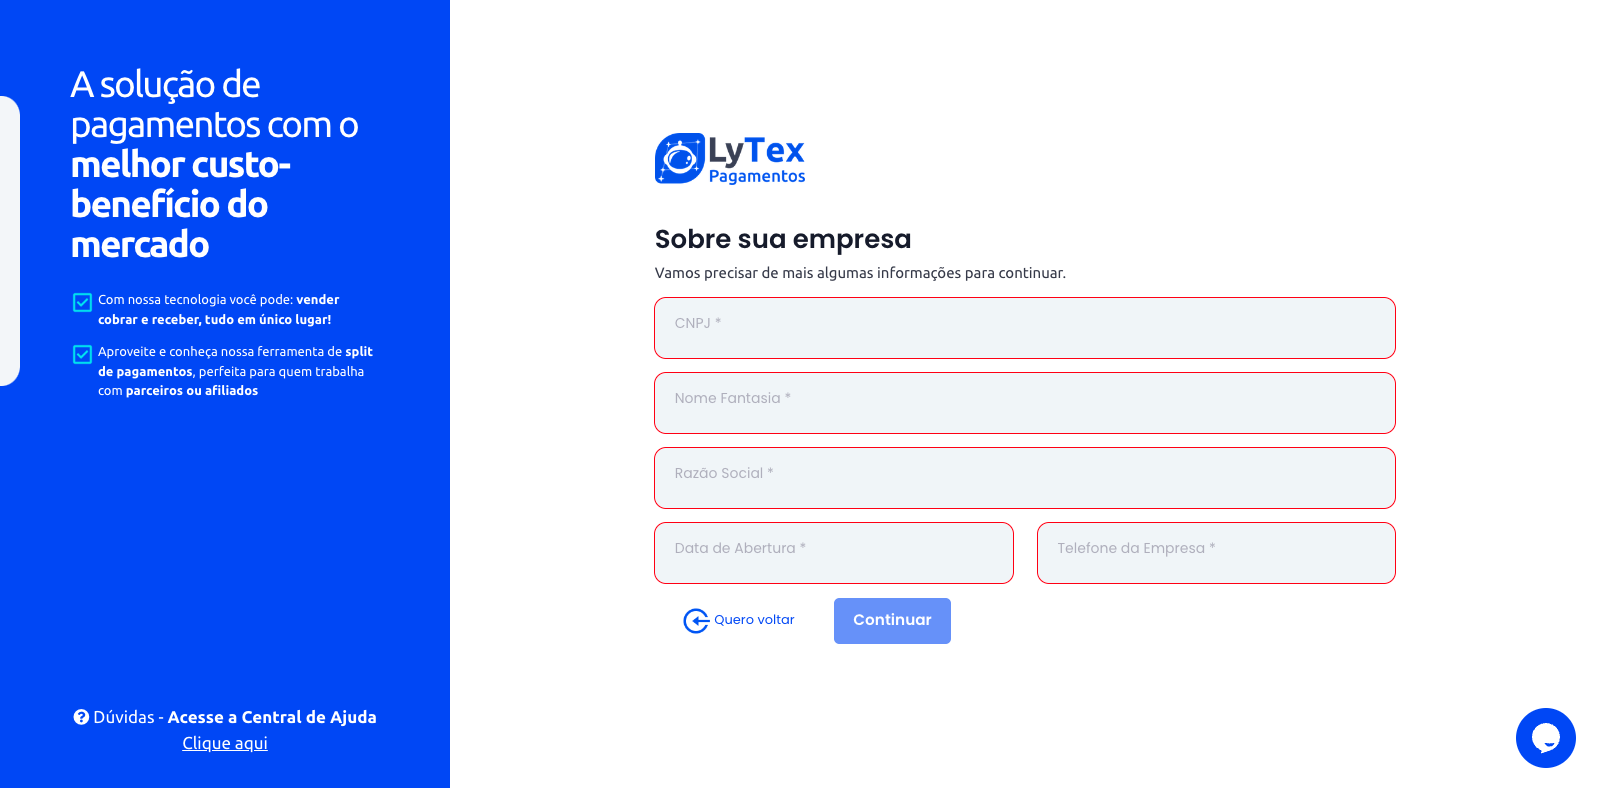 A solução de
pagamentos com o
melhor custo-
benefício do
mercado
Com nossa tecnologia você pode: vender
cobrar e receber, tudo em único lugar!
Aproveite e conheça nossa ferramenta de split
de pagamentos, perfeita para quem trabalha
com parceiros ou afiliados
Dúvidas - Acesse a Central de Ajuda
Clique aqui
LyTex
Pagamentos
Sobre sua empresa
Vamos precisar de mais algumas informações para continuar.
CNPJ *
Nome Fantasia *
Razão Social *
Data de Abertura * Telefone da Empresa *
Quero voltar Continuar